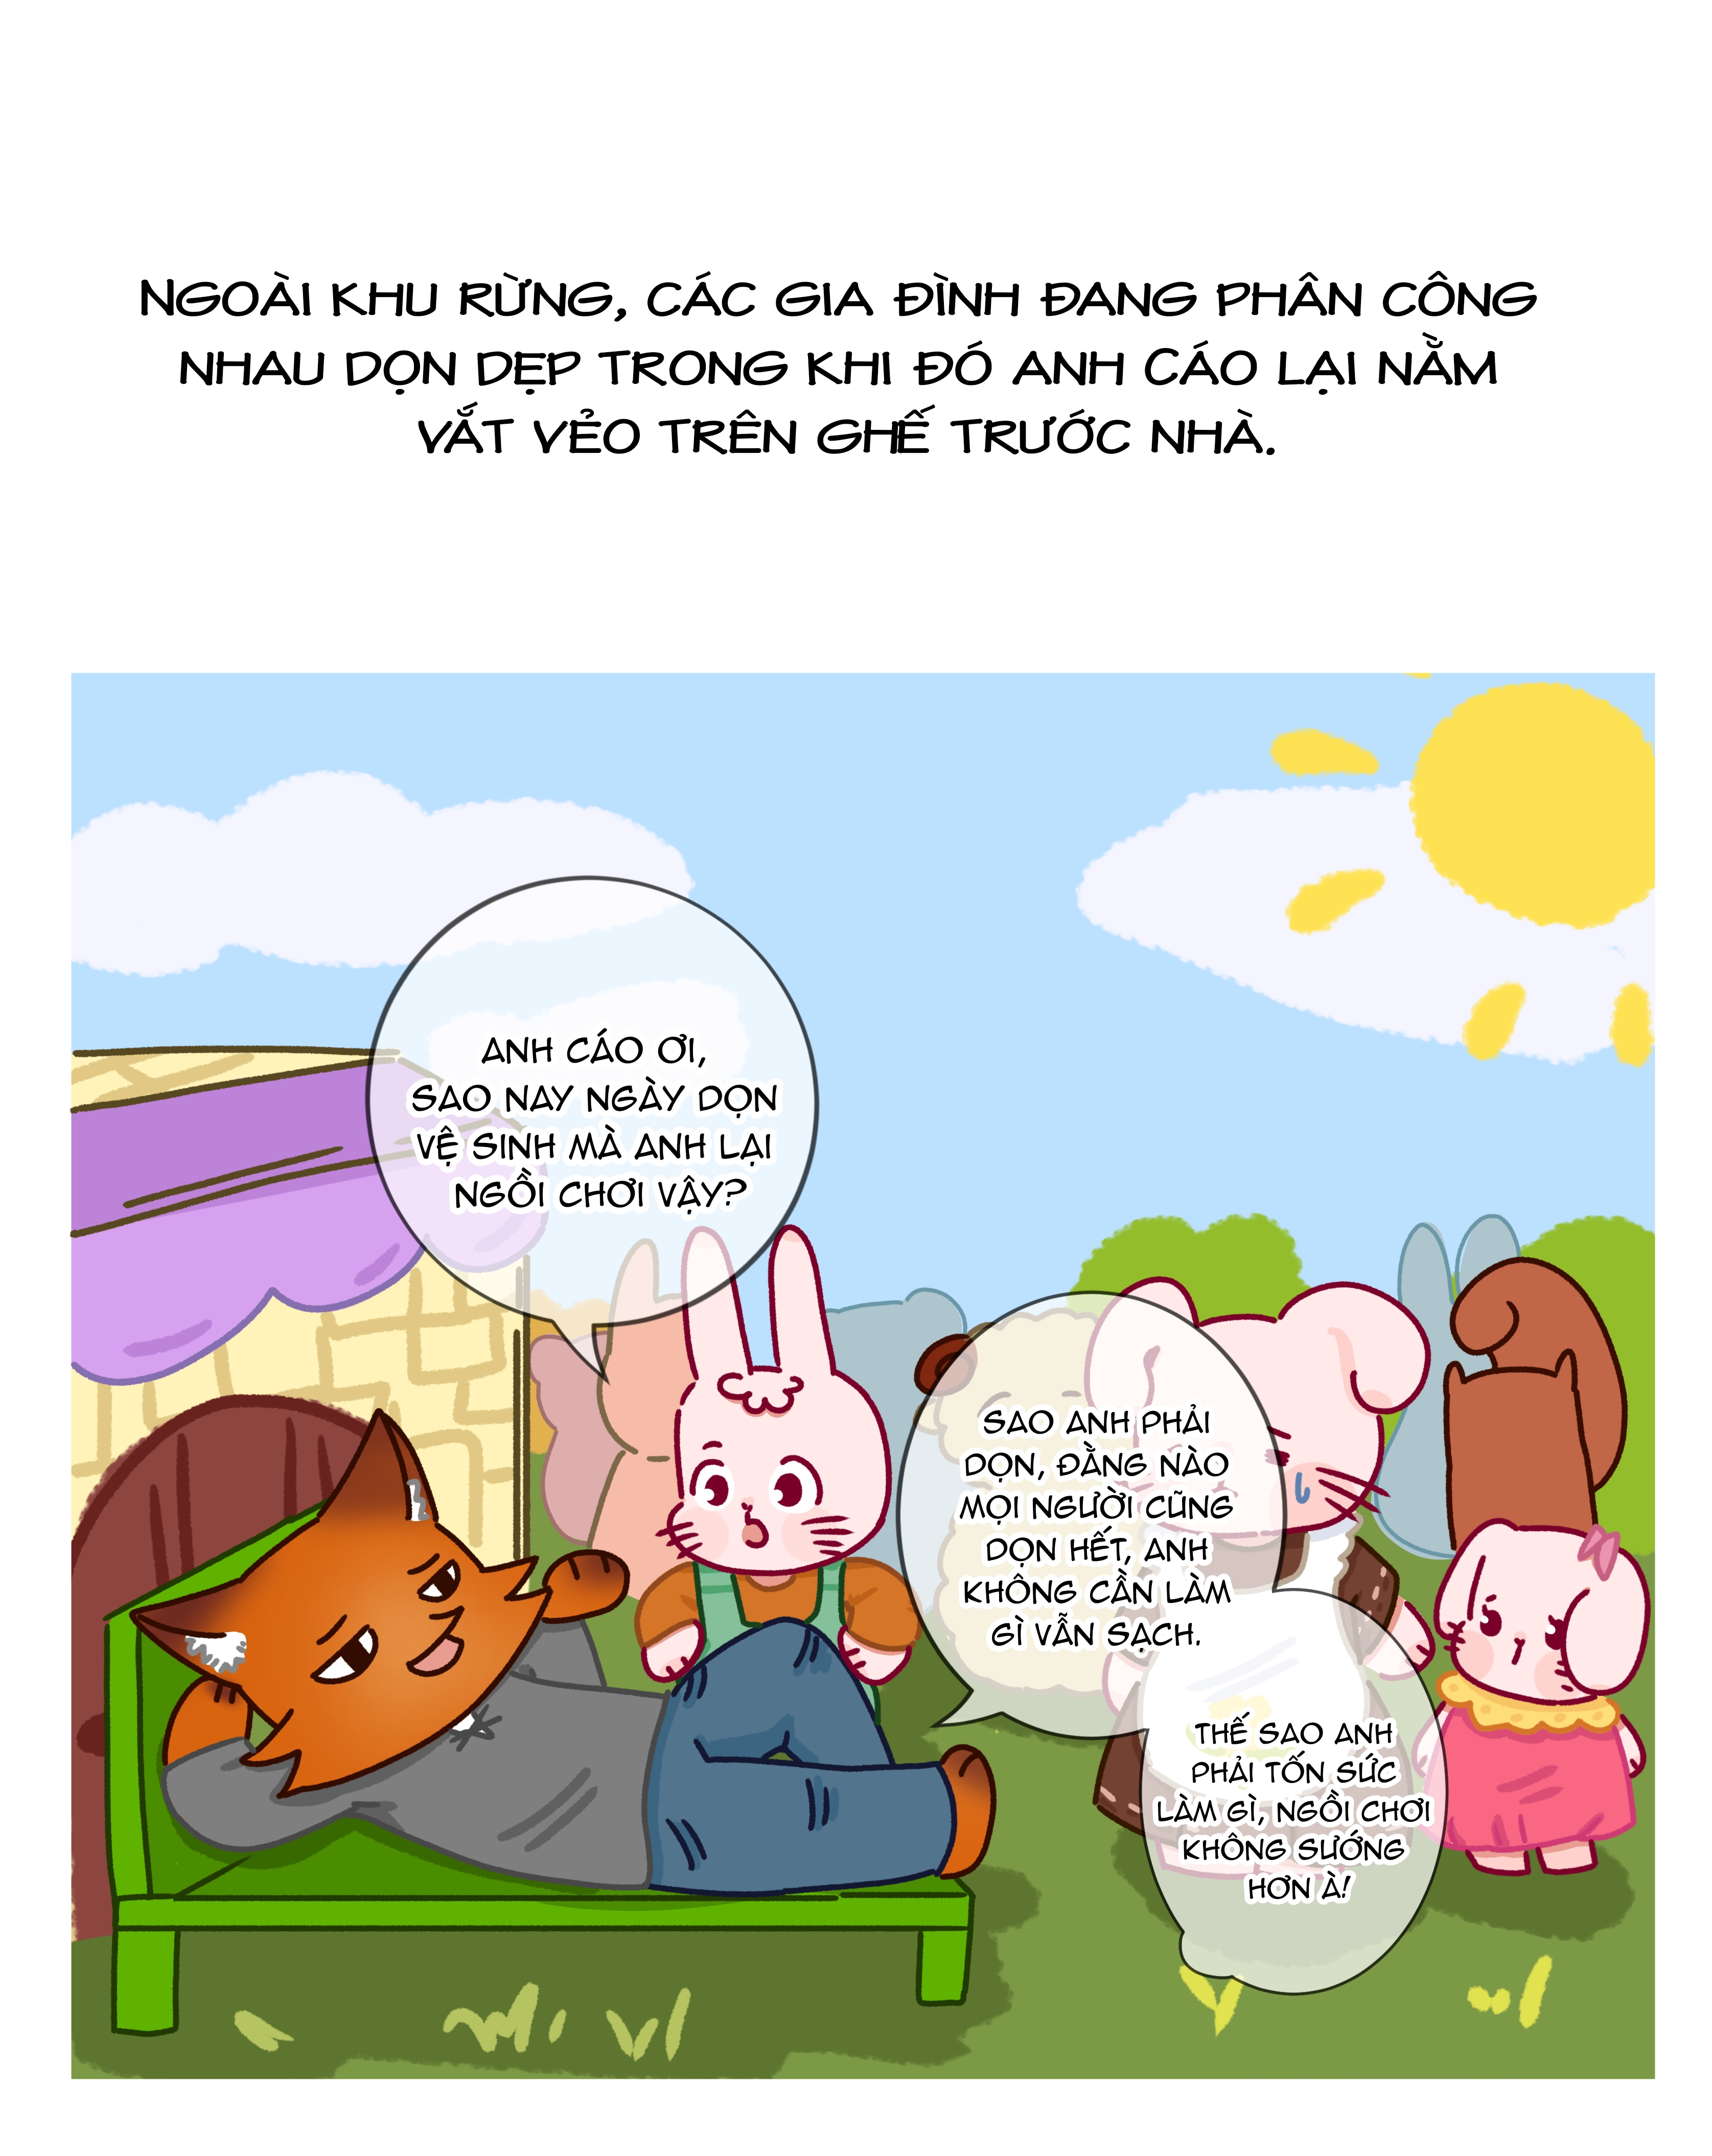 NGOÀI KHU RỪNG, CÁC GIA ĐÌNH ĐANG PHÂN CÔNG
NHAU DỌN DẸP TRONG KHI ĐÓ ANH CÁO LẠI NẰM
VẮT VẺO TRÊN GHẾ TRƯỚC NHÀ.
ANH CÁO ƠI,
SAO NAY NGÀY DỌN
VỆ SINH MÀ ANH LẠI
NGỒI CHƠI VẬY?
SAO ANH PHẢI
DỌN, ĐẰNG NÀO
MỌI NGƯỜI CŨNG
DỌN HẾT, ANH
KHÔNG CẦN LÀM
GÌ VẪN SẠCH.
THẾ SAO ANH
PHẢI TỐN SỨC
LÀM GÌ, NGỒI CHƠI
KHÔNG SƯỚNG
HƠN À!